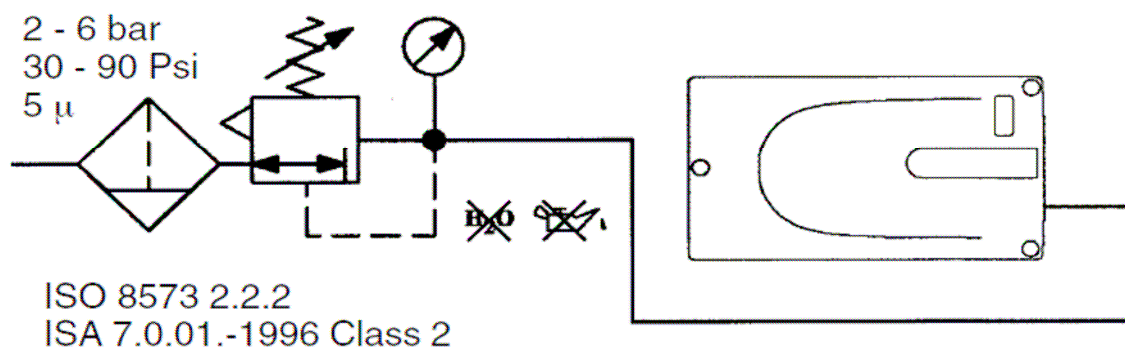 2 - 6 bar
30 - 90 Psi
5 μ
H₂O
ISO 8573 2.2.2
ISA 7.0.01.-1996 Class 2